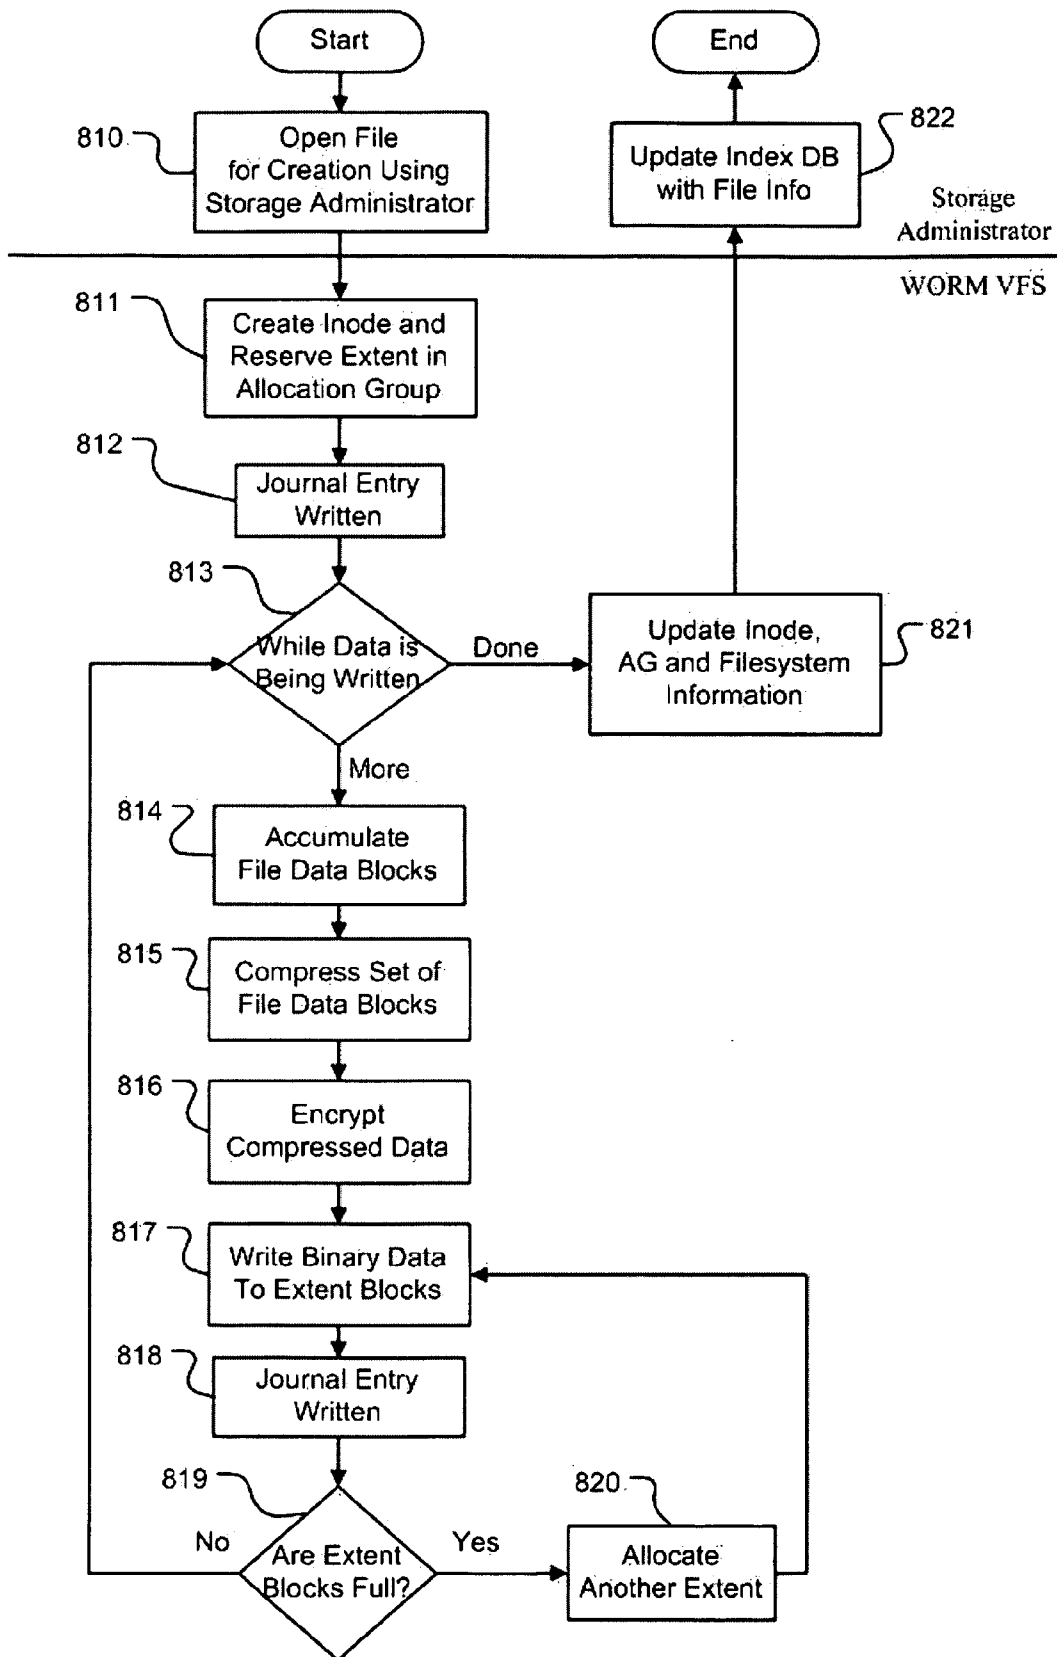 Start
End
810
Open File
for Creation Using
Storage Administrator
822
Update Index DB
with File Info
Storage
Administrator
WORM VFS
811
Create Inode and
Reserve Extent in
Allocation Group
812
Journal Entry
Written
813
While Data is
Being Written
Done
Update Inode,
AG and Filesystem
Information
821
More
814
Accumulate
File Data Blocks
815
Compress Set of
File Data Blocks
816
Encrypt
Compressed Data
817
Write Binary Data
To Extent Blocks
818
Journal Entry
Written
819
No
Are Extent
Blocks Full?
Yes
820
Allocate
Another Extent